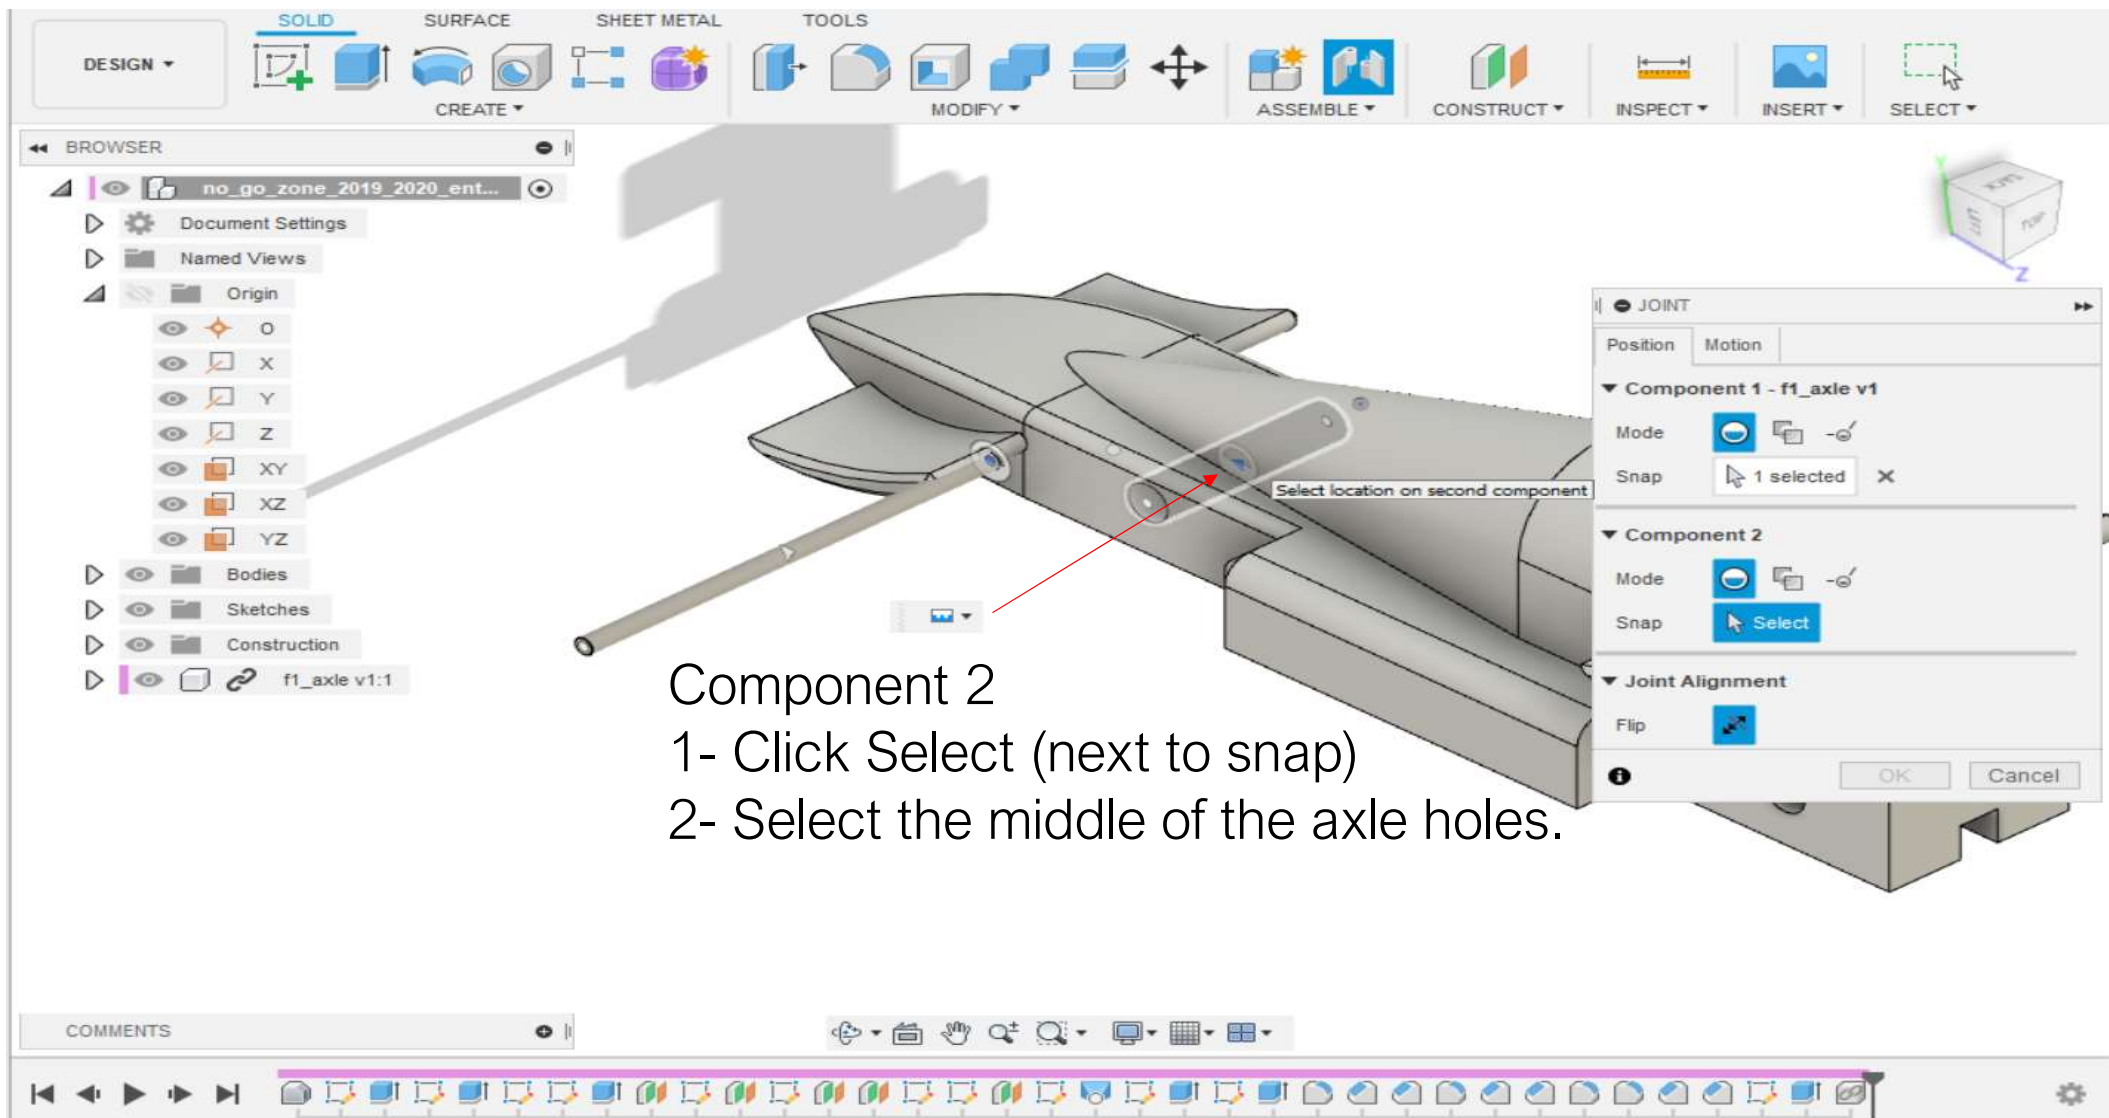 SOLID SURFACE SHEET METAL TOOLS
DESIGN
CREATE MODIFY ASSEMBLE CONSTRUCT INSPECT INSERT SELECT
BROWSER
no_go_zone_2019_2020_ent...
Document Settings
Named Views
Origin
O
X
Y
Z
XY
XZ
YZ
Bodies
Sketches
Construction
f1_axle v1:1
Y
Z
Select location on second component
JOINT
Position Motion
Component 1 - f1_axle v1
Mode
Snap 1 selected
Component 2
Mode
Snap Select
Joint Alignment
Flip
OK Cancel
Component 2
1- Click Select (next to snap)
2- Select the middle of the axle holes.
COMMENTS